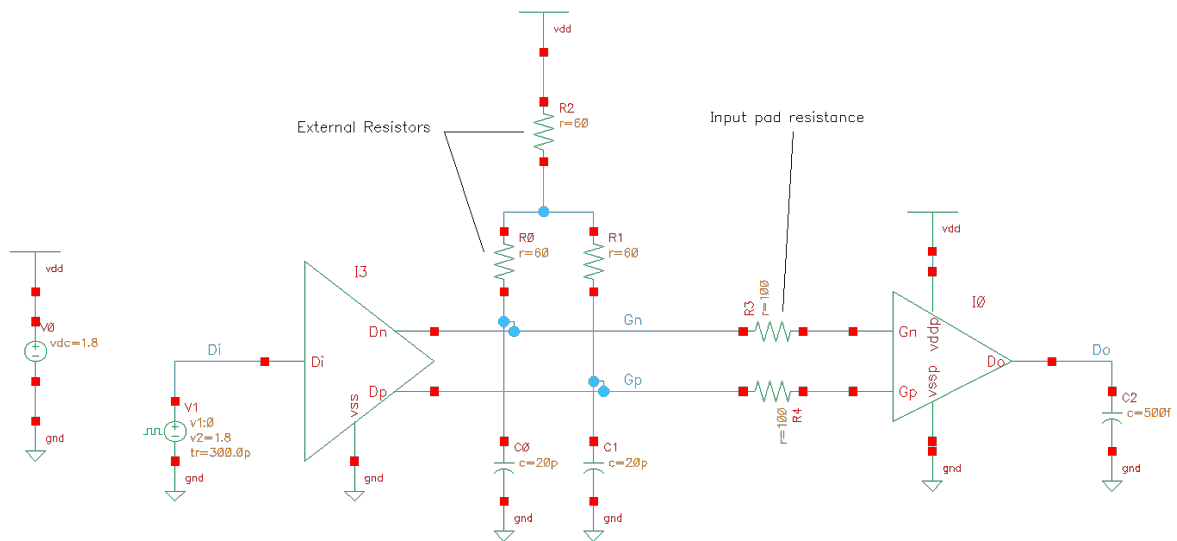 vdd
R2
r=60
External Resistors
Input pad resistance
R0
r=60
R1
r=60
vdd
I3
vdd
V0
vdc=1.8
Di
Di
Dn
Dp
vss
Gn
Gp
R3
r=100
R4
r=100
I0
Gn
Gp
vddp
vssp
Do
Do
V1
v1:0
v2=1.8
tr=300.0p
C0
c=20p
C1
c=20p
C2
c=500f
gnd
gnd
gnd
gnd
gnd
gnd
gnd